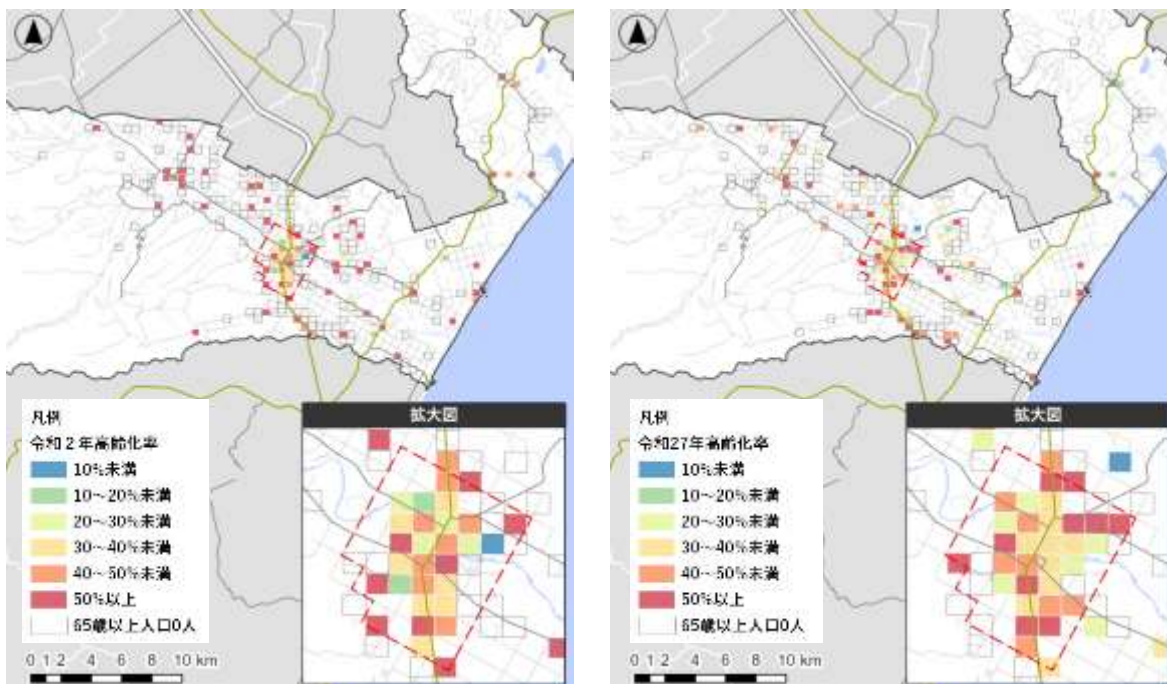 凡例
令和2年高齢化率
10%未満
10～20%未満
20～30%未満
30～40%未満
40～50%未満
50%以上
65歳以上人口0人
0 1 2 4 6 8 10 km
拡大図
凡例
令和27年高齢化率
10%未満
10～20%未満
20～30%未満
30～40%未満
40～50%未満
50%以上
65歳以上人口0人
0 1 2 4 6 8 10 km
拡大図